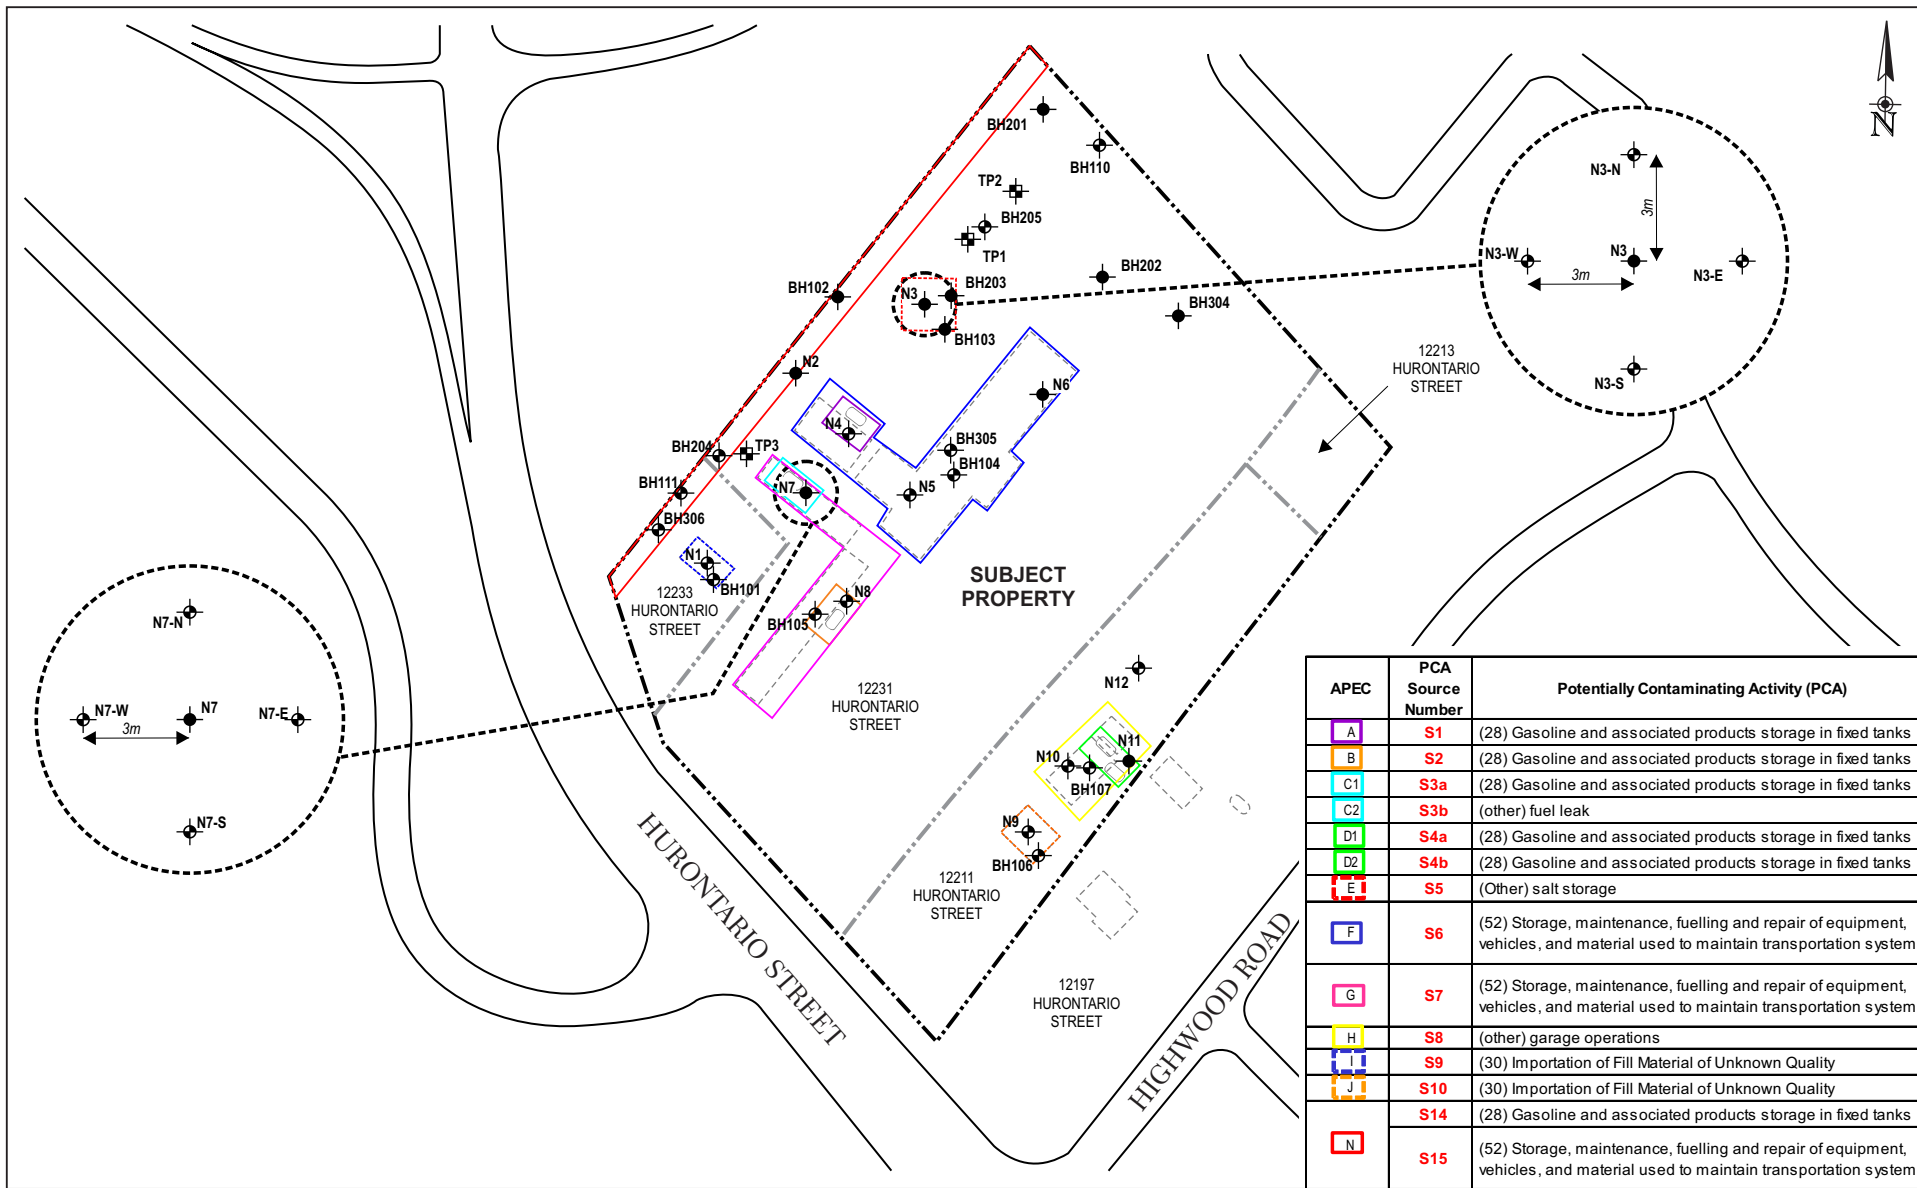 N
BH201
BH110
TP2
BH205
TP1
BH202
BH102
N3
BH203
BH304
BH103
N2
12213
HURONTARIO
STREET
N6
N4
BH204
TP3
BH305
BH104
N5
BH111
N7
BH306
N1
BH101
12233
HURONTARIO
STREET
N8
BH105
SUBJECT
PROPERTY
12231
HURONTARIO
STREET
N12
N11
N10
BH107
N9
BH106
12211
HURONTARIO
STREET
12197
HURONTARIO
STREET
HURONTARIO STREET
HIGHWOOD ROAD
N3-N
3m
N3-W
N3
N3-E
3m
N3-S
N7-N
N7-W
N7
N7-E
3m
N7-S
APEC
PCA
Source
Number
Potentially Contaminating Activity (PCA)
A S1 (28) Gasoline and associated products storage in fixed tanks
B S2 (28) Gasoline and associated products storage in fixed tanks
C1 S3a (28) Gasoline and associated products storage in fixed tanks
C2 S3b (other) fuel leak
D1 S4a (28) Gasoline and associated products storage in fixed tanks
D2 S4b (28) Gasoline and associated products storage in fixed tanks
E S5 (Other) salt storage
F S6 (52) Storage, maintenance, fuelling and repair of equipment,
vehicles, and material used to maintain transportation system
G S7 (52) Storage, maintenance, fuelling and repair of equipment,
vehicles, and material used to maintain transportation system
H S8 (other) garage operations
I S9 (30) Importation of Fill Material of Unknown Quality
J S10 (30) Importation of Fill Material of Unknown Quality
N S14 (28) Gasoline and associated products storage in fixed tanks
S15 (52) Storage, maintenance, fuelling and repair of equipment,
vehicles, and material used to maintain transportation system